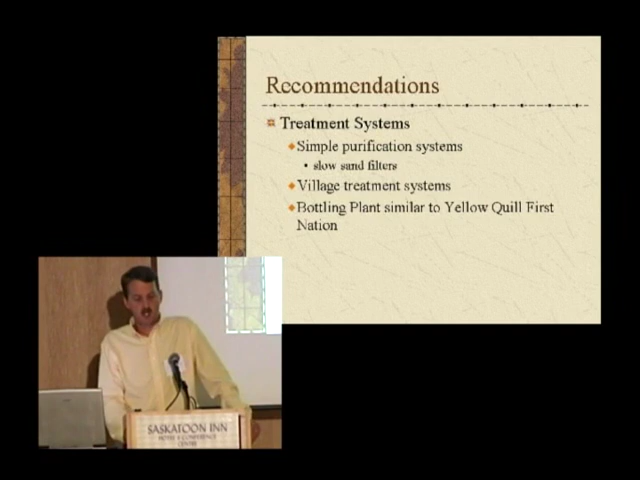 Recommendations
Treatment Systems
Simple purification systems
slow sand filters
Village treatment systems
Bottling Plant similar to Yellow Quill First
Nation
SASKATOON INN
HOTEL & CONFERENCE
CENTRE